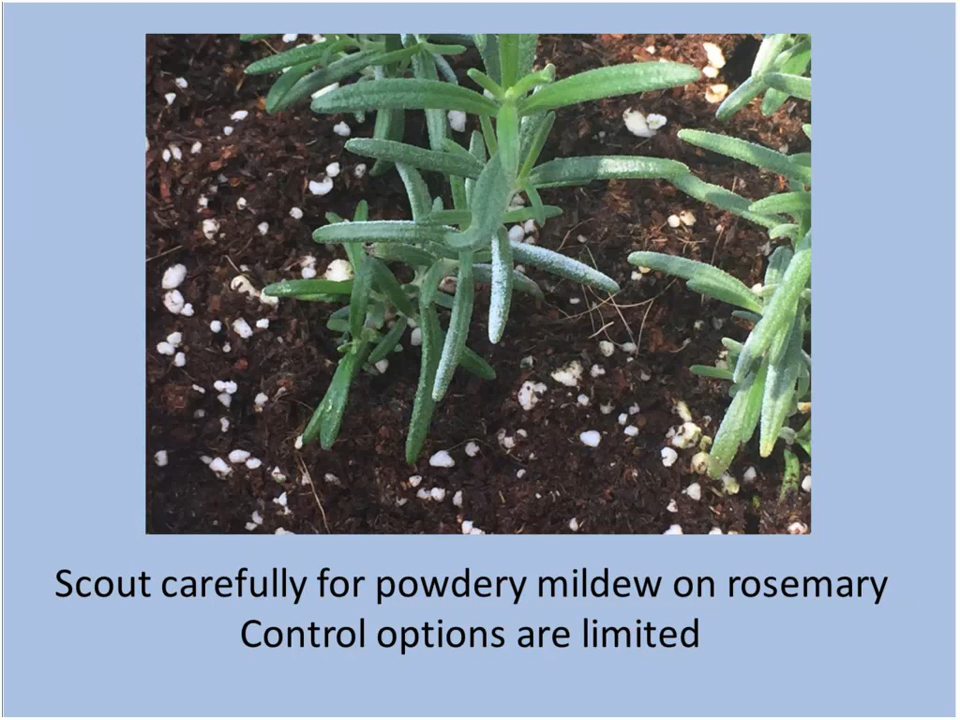 Scout carefully for powdery mildew on rosemary
Control options are limited